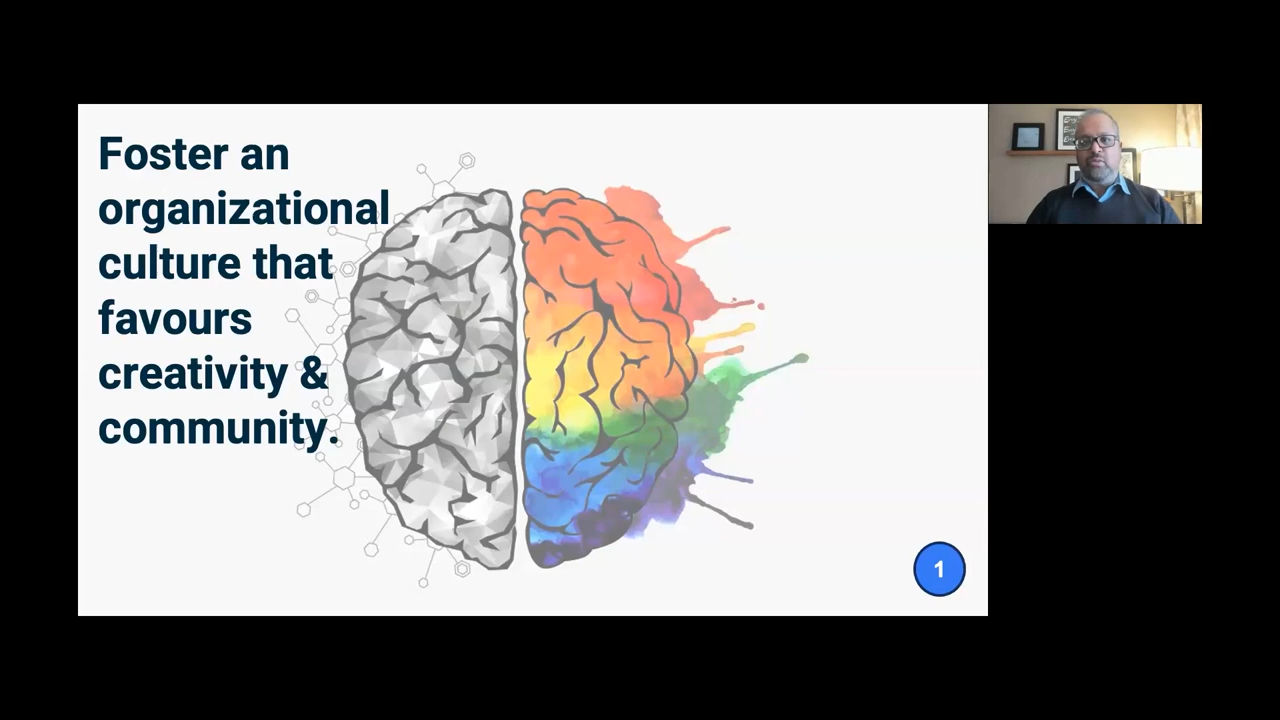 Foster an
organizational
culture that
favours
creativity &
community.
1